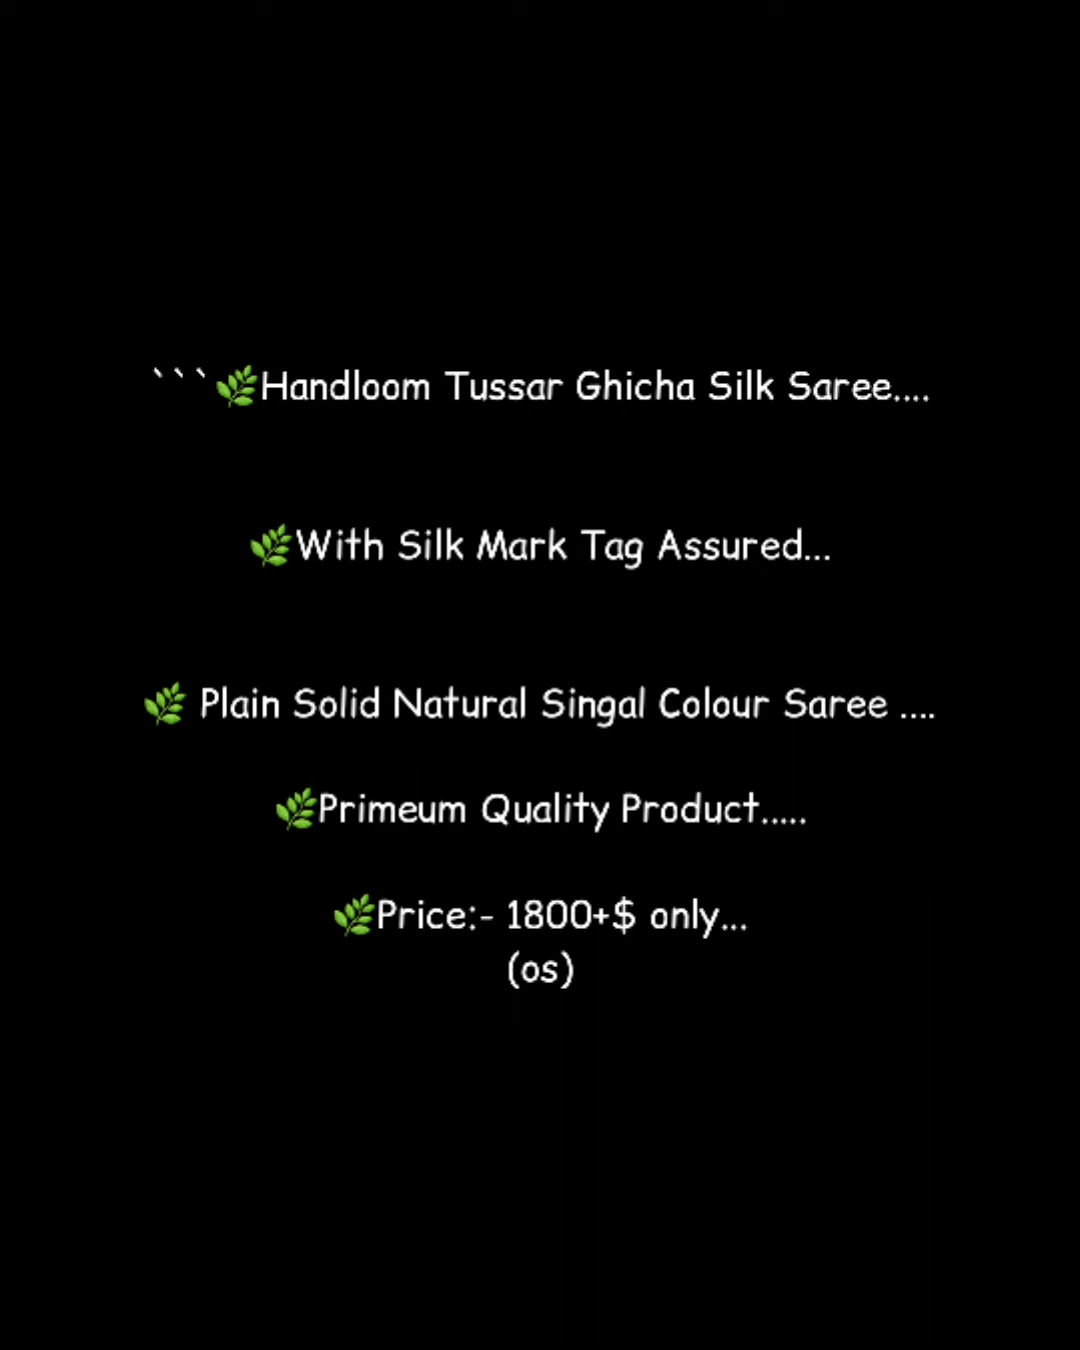 ```🌿Handloom Tussar Ghicha Silk Saree....
🌿With Silk Mark Tag Assured...
🌿 Plain Solid Natural Singal Colour Saree ....
🌿Primeum Quality Product.....
🌿Price:- 1800+$ only...
(os)